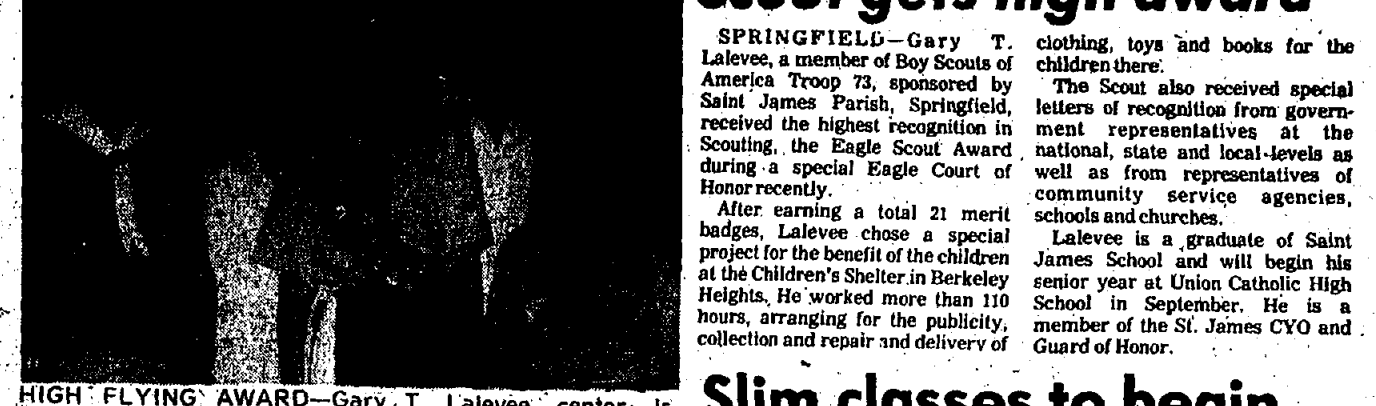 Scout gets high award
SPRINGFIELD—Gary T.
Lalevee, a member of Boy Scouts of
America Troop 73, sponsored by
Saint James Parish, Springfield,
received the highest recognition in
Scouting, the Eagle Scout Award
during a special Eagle Court of
Honor recently.
After earning a total 21 merit
badges, Lalevee chose a special
project for the benefit of the children
at the Children's Shelter in Berkeley
Heights. He worked more than 110
hours, arranging for the publicity,
collection and repair and delivery of
clothing, toys and books for the
children there.
The Scout also received special
letters of recognition from govern-
ment representatives at the
national, state and local levels as
well as from representatives of
community service agencies,
schools and churches.
Lalevee is a graduate of Saint
James School and will begin his
senior year at Union Catholic High
School in September. He is a
member of the St. James CYO and
Guard of Honor.
HIGH FLYING AWARD—Gary T. Lalevee, center, is
Slim classes to begin